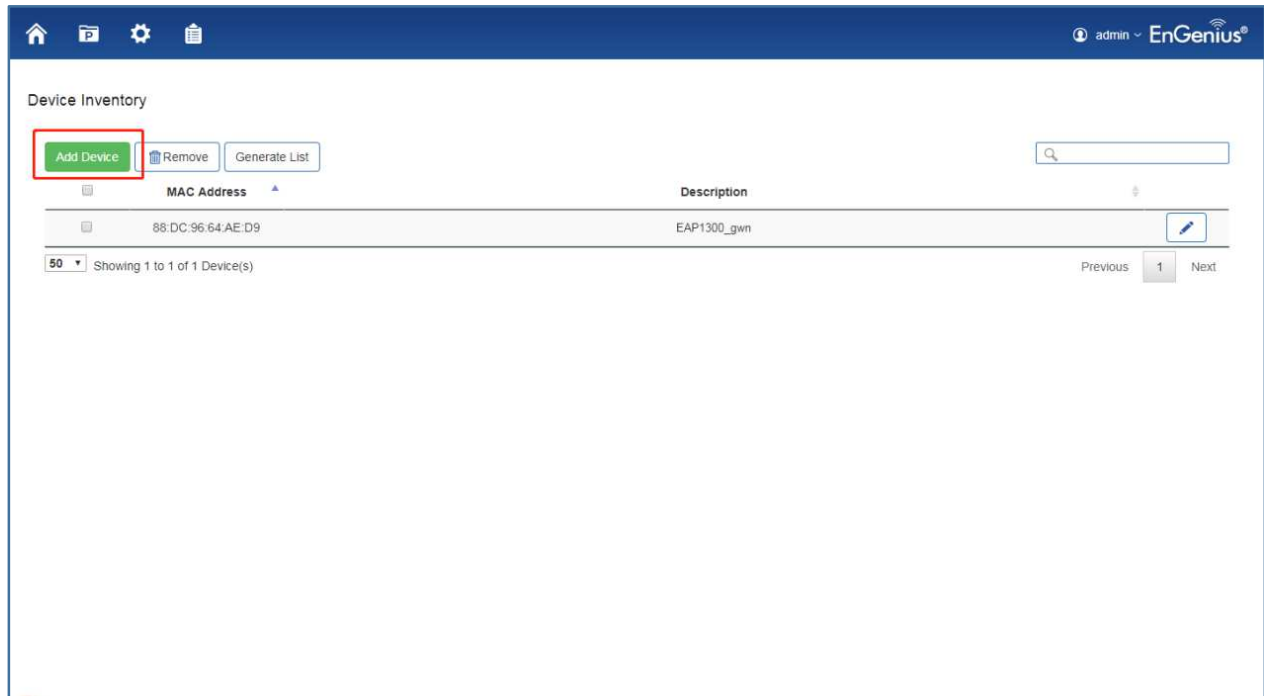 P admin EnGenius®
Device Inventory
Add Device Remove Generate List
MAC Address Description
88:DC:96:64:AE:D9 EAP1300_gwn
50 Showing 1 to 1 of 1 Device(s) Previous 1 Next